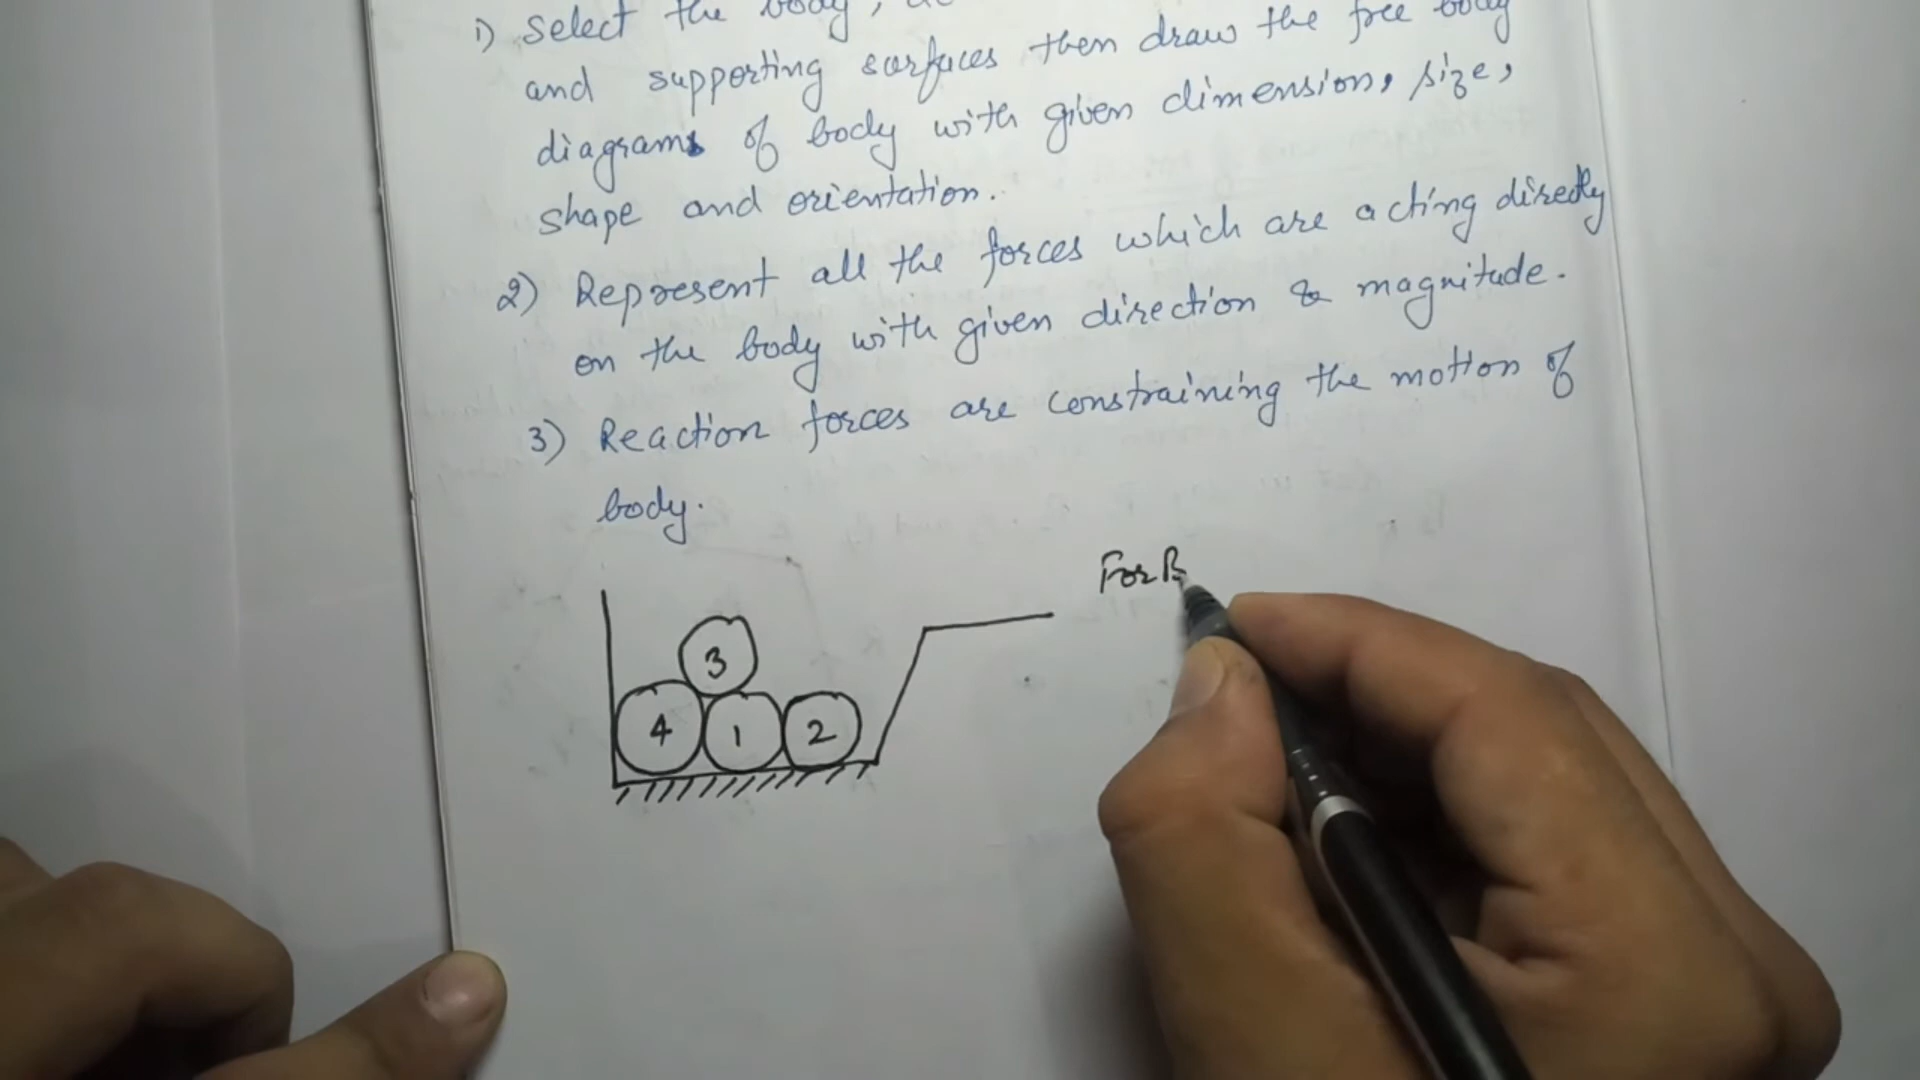 1) Select the body,
and supporting surfaces then draw the free body
diagrams of body with given dimension, size,
shape and orientation.
2) Represent all the forces which are acting directly
on the body with given direction & magnitude.
3) Reaction forces are constraining the motion of
body.
For B
3
4 1 2